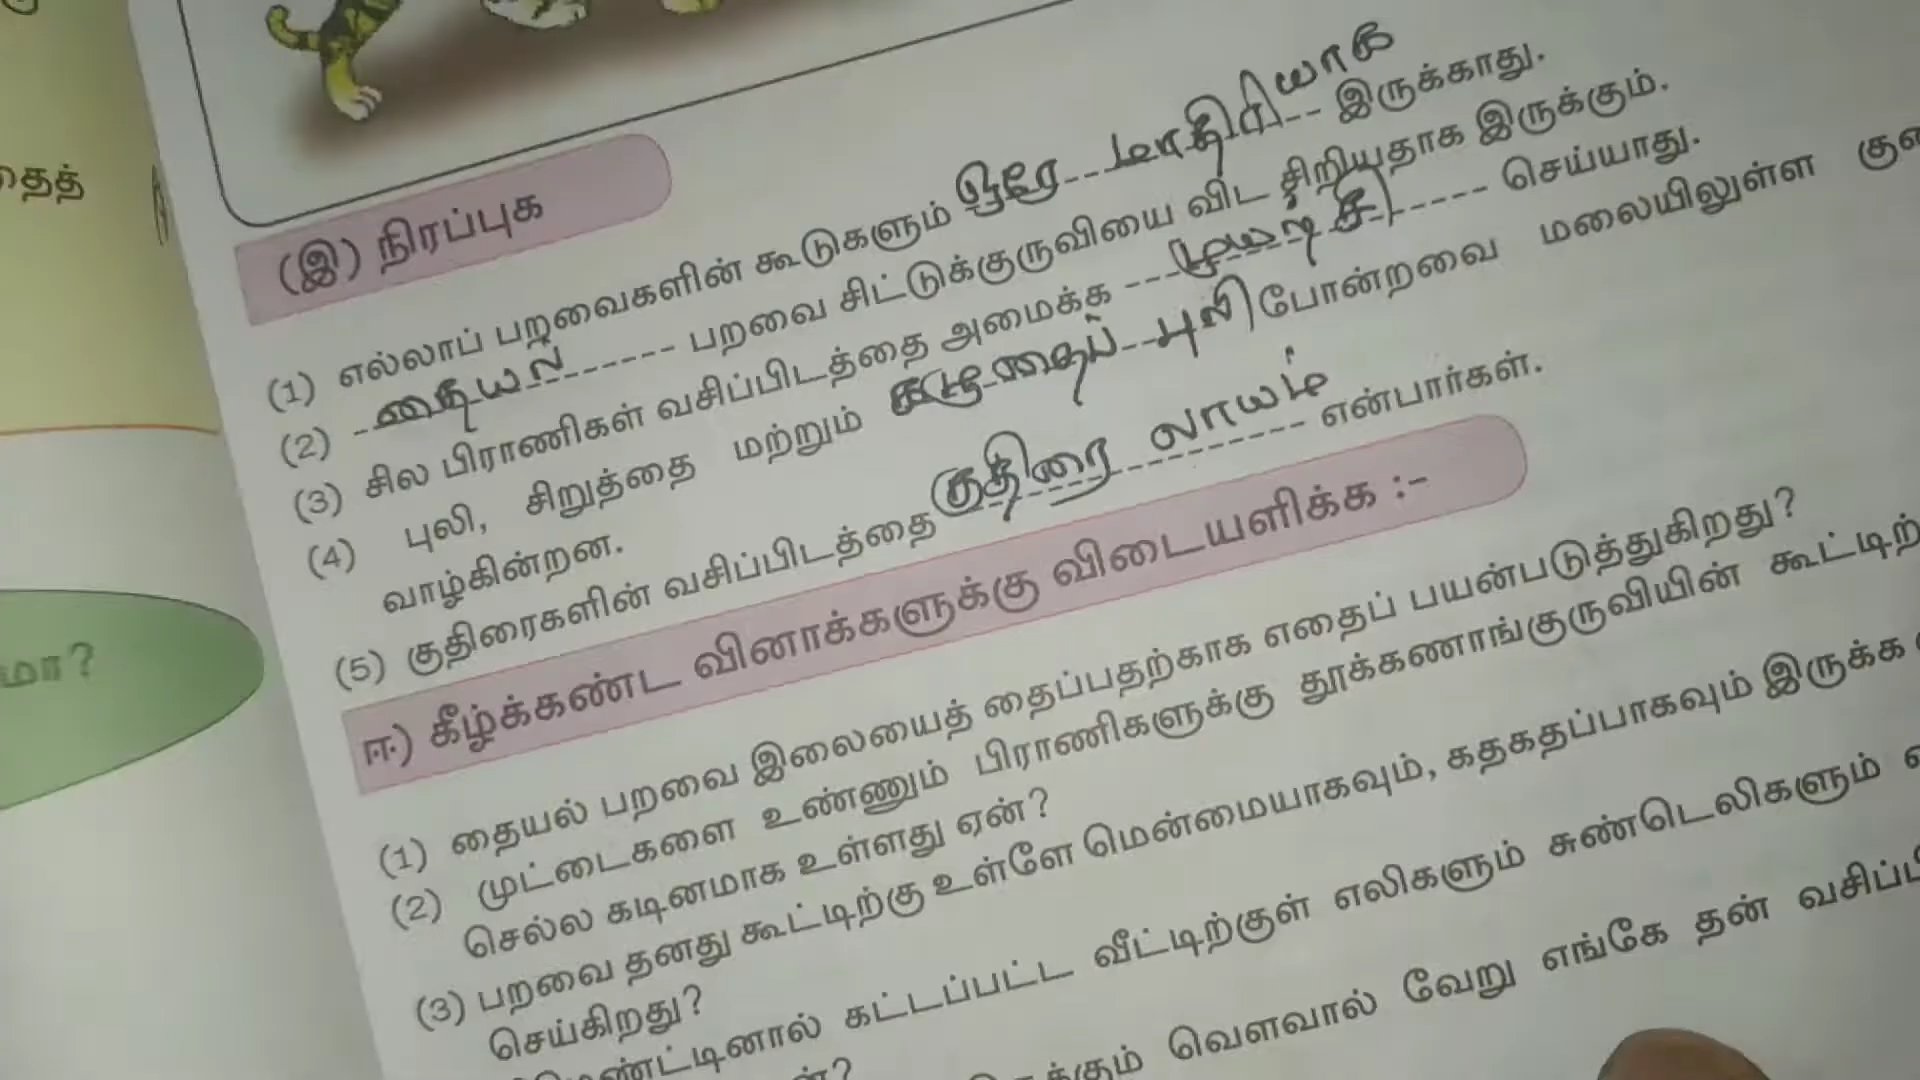 தைத்
மா?
(இ) நிரப்புக
(1) எல்லாப் பறவைகளின் கூடுகளும் ஒரே மாதிரியாக இருக்காது.
(2) தையல் பறவை சிட்டுக்குருவியை விட சிறியதாக இருக்கும்.
(3) சில பிராணிகள் வசிப்பிடத்தை அமைக்க முயற்சி செய்யாது.
(4) புலி, சிறுத்தை மற்றும் கழுதைப் புலி போன்றவை மலையிலுள்ள
வாழ்கின்றன.
(5) குதிரைகளின் வசிப்பிடத்தை குதிரை லாயம் என்பார்கள்.
ஈ) கீழ்க்கண்ட வினாக்களுக்கு விடையளிக்க :-
(1) தையல் பறவை இலையைத் தைப்பதற்காக எதைப் பயன்படுத்துகிறது?
(2) முட்டைகளை உண்ணும் பிராணிகளுக்கு தூக்கணாங்குருவியின்
செல்ல கடினமாக உள்ளது ஏன்?
(3) பறவை தனது கூட்டிற்கு உள்ளே மென்மையாகவும், கதகதப்பாகவும் இருக்க
செய்கிறது?
கட்டப்பட்ட வீட்டிற்குள் எலிகளும் சுண்டெலிகளும்
வெளவால் வேறு எங்கே தன்